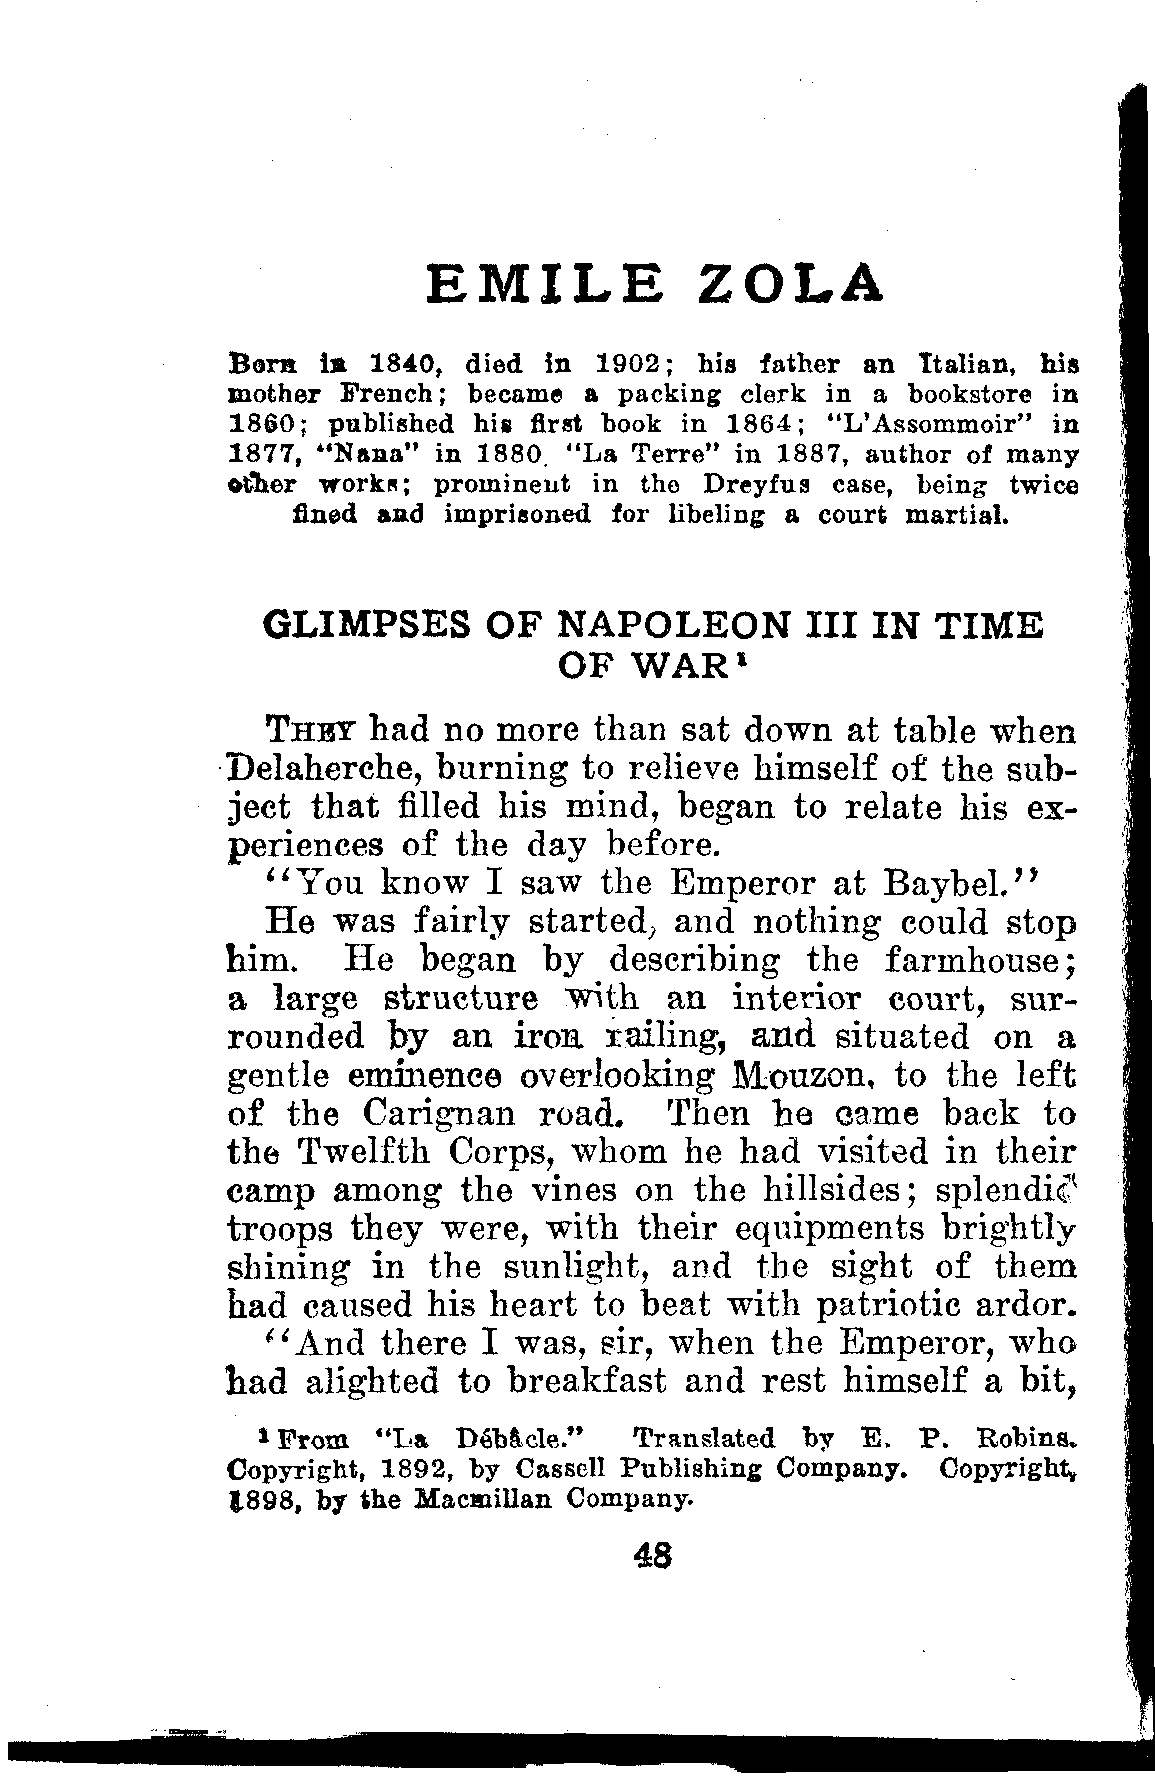 EMILE ZOLA
Born in 1840, died in 1902; his father an Italian, his
mother French; became a packing clerk in a bookstore in
1860; published his first book in 1864; "L'Assommoir" in
1877, "Nana" in 1880. "La Terre" in 1887, author of many
other works; prominent in the Dreyfus case, being twice
fined and imprisoned for libeling a court martial.
GLIMPSES OF NAPOLEON III IN TIME
OF WAR¹
THEY had no more than sat down at table when
Delaherche, burning to relieve himself of the sub-
ject that filled his mind, began to relate his ex-
periences of the day before.
"You know I saw the Emperor at Baybel."
He was fairly started, and nothing could stop
him. He began by describing the farmhouse;
a large structure with an interior court, sur-
rounded by an iron railing, and situated on a
gentle eminence overlooking Mouzon, to the left
of the Carignan road. Then he came back to
the Twelfth Corps, whom he had visited in their
camp among the vines on the hillsides; splendid
troops they were, with their equipments brightly
shining in the sunlight, and the sight of them
had caused his heart to beat with patriotic ardor.
"And there I was, sir, when the Emperor, who
had alighted to breakfast and rest himself a bit,
¹ From "La Débâcle." Translated by E. P. Robins.
Copyright, 1892, by Cassell Publishing Company. Copyright,
1898, by the Macmillan Company.
48